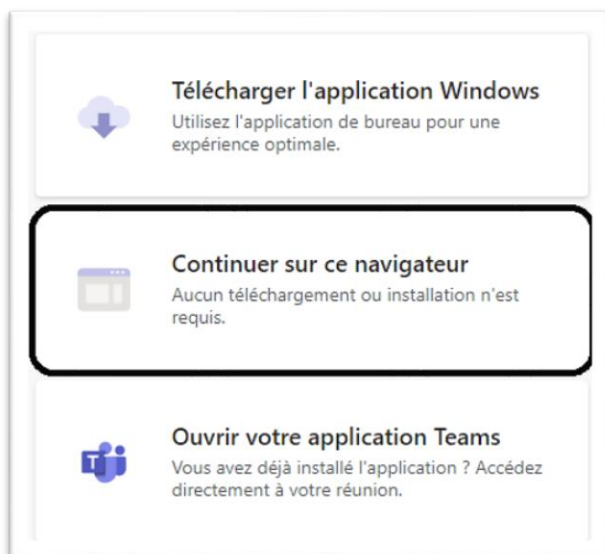 Télécharger l'application Windows
Utilisez l'application de bureau pour une
expérience optimale.
Continuer sur ce navigateur
Aucun téléchargement ou installation n'est
requis.
Ouvrir votre application Teams
Vous avez déjà installé l'application ? Accédez
directement à votre réunion.